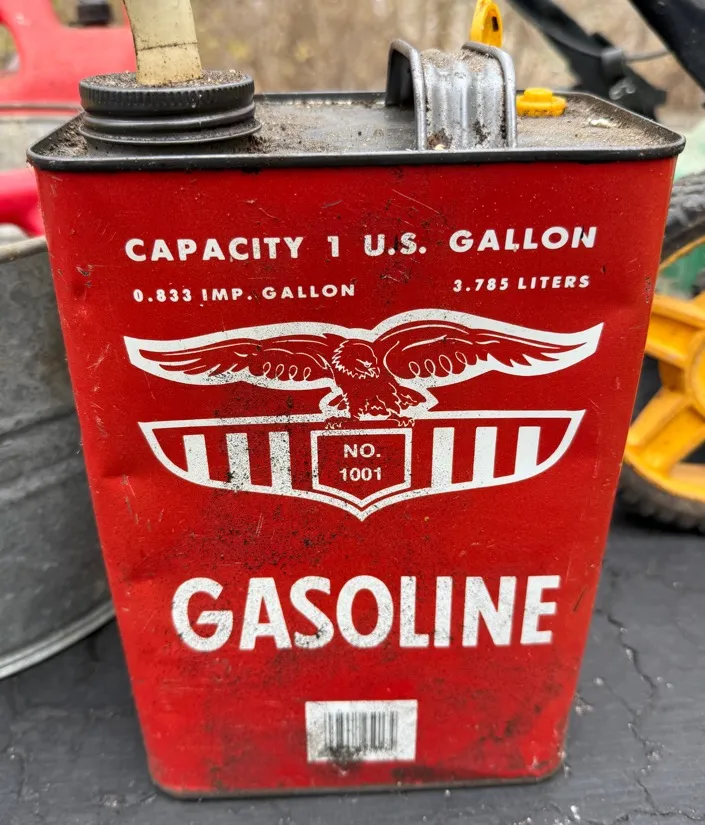 CAPACITY 1 U.S. GALLON
0.833 IMP. GALLON 3.785 LITERS
NO.
1001
GASOLINE